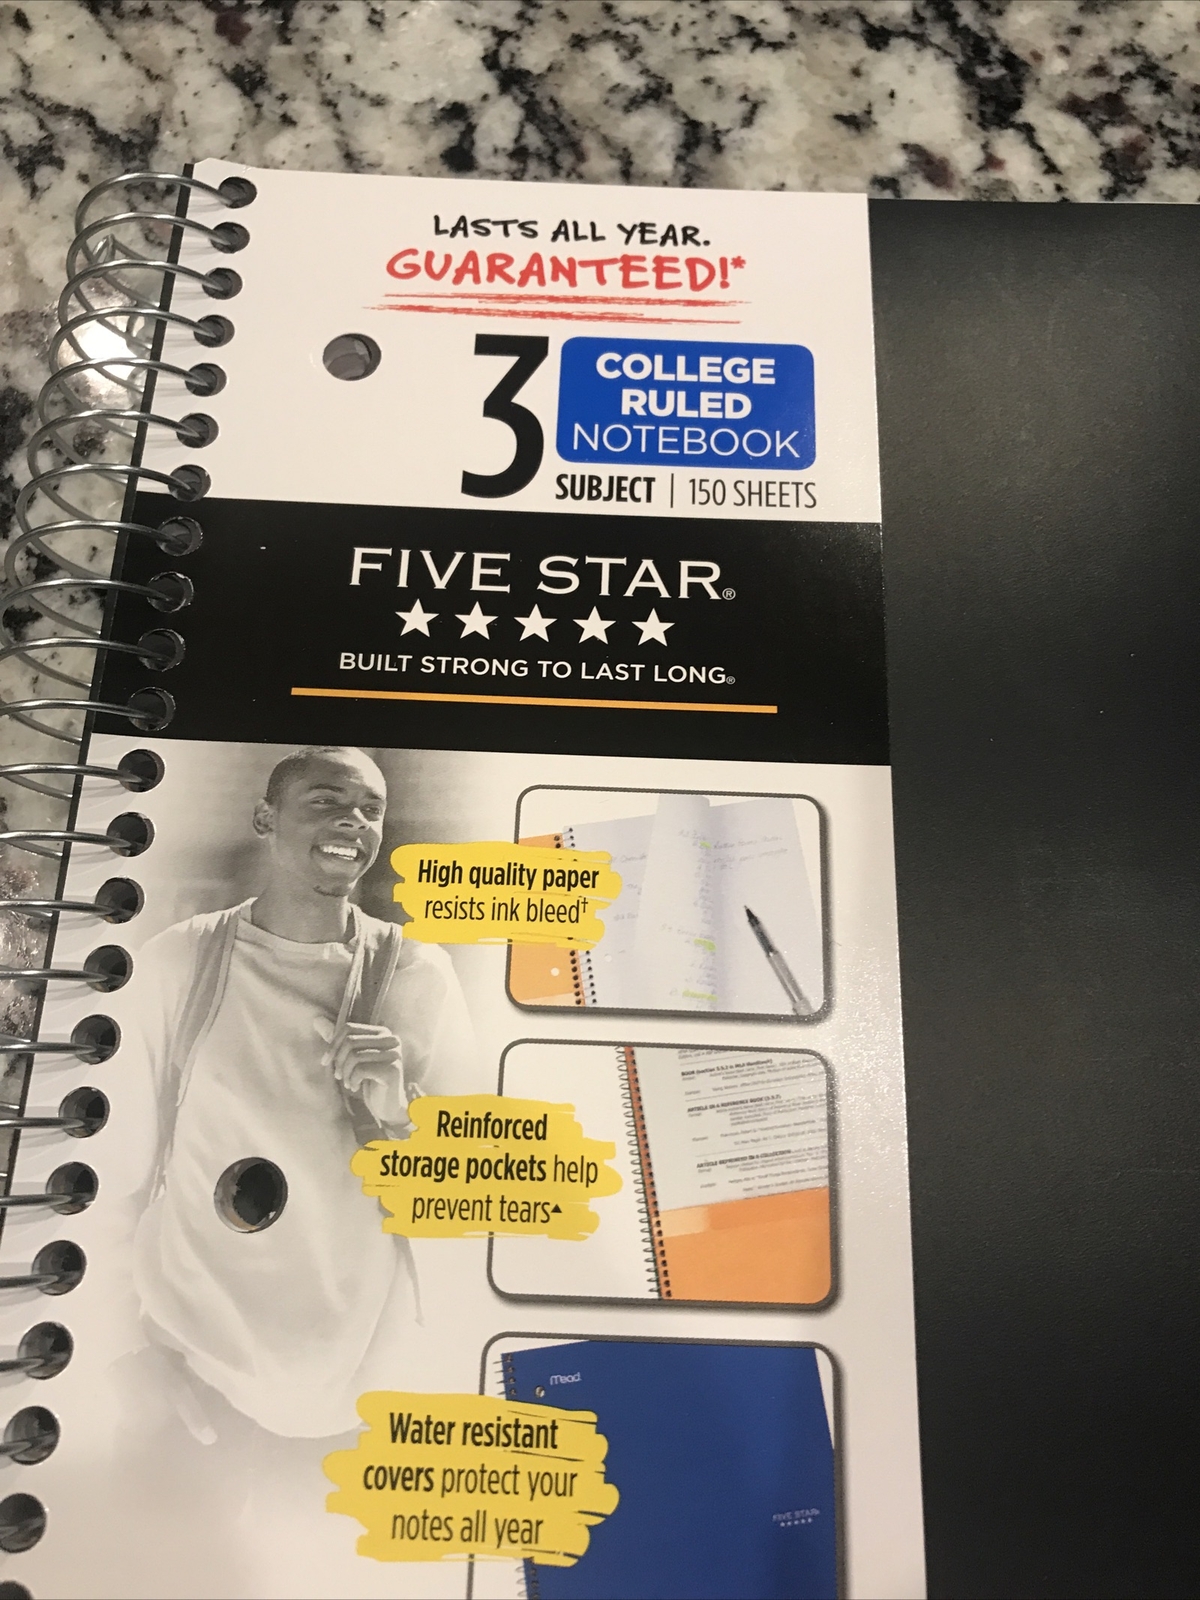 LASTS ALL YEAR.
GUARANTEED!*
3
COLLEGE
RULED
NOTEBOOK
SUBJECT | 150 SHEETS
FIVE STAR®
★★★★★
BUILT STRONG TO LAST LONG®
High quality paper
resists ink bleed†
Reinforced
storage pockets help
prevent tears▲
Mead
Water resistant
covers protect your
notes all year
FIVE STAR
★★★★★